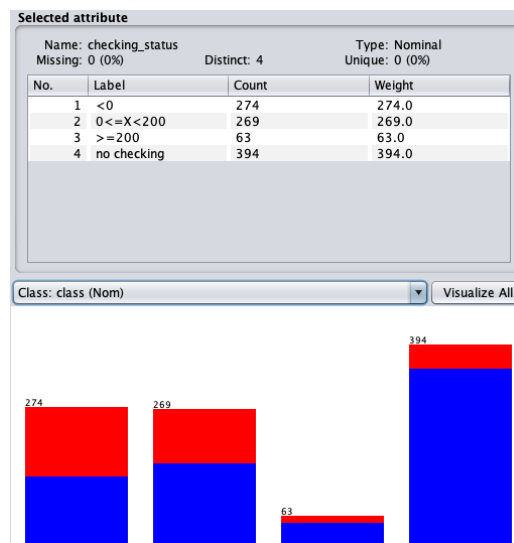 Selected attribute
Name: checking_status Type: Nominal
Missing: 0 (0%) Distinct: 4 Unique: 0 (0%)
No. Label Count Weight
1 <0 274 274.0
2 0<=X<200 269 269.0
3 >=200 63 63.0
4 no checking 394 394.0
Class: class (Nom) Visualize All
394
274 269
63